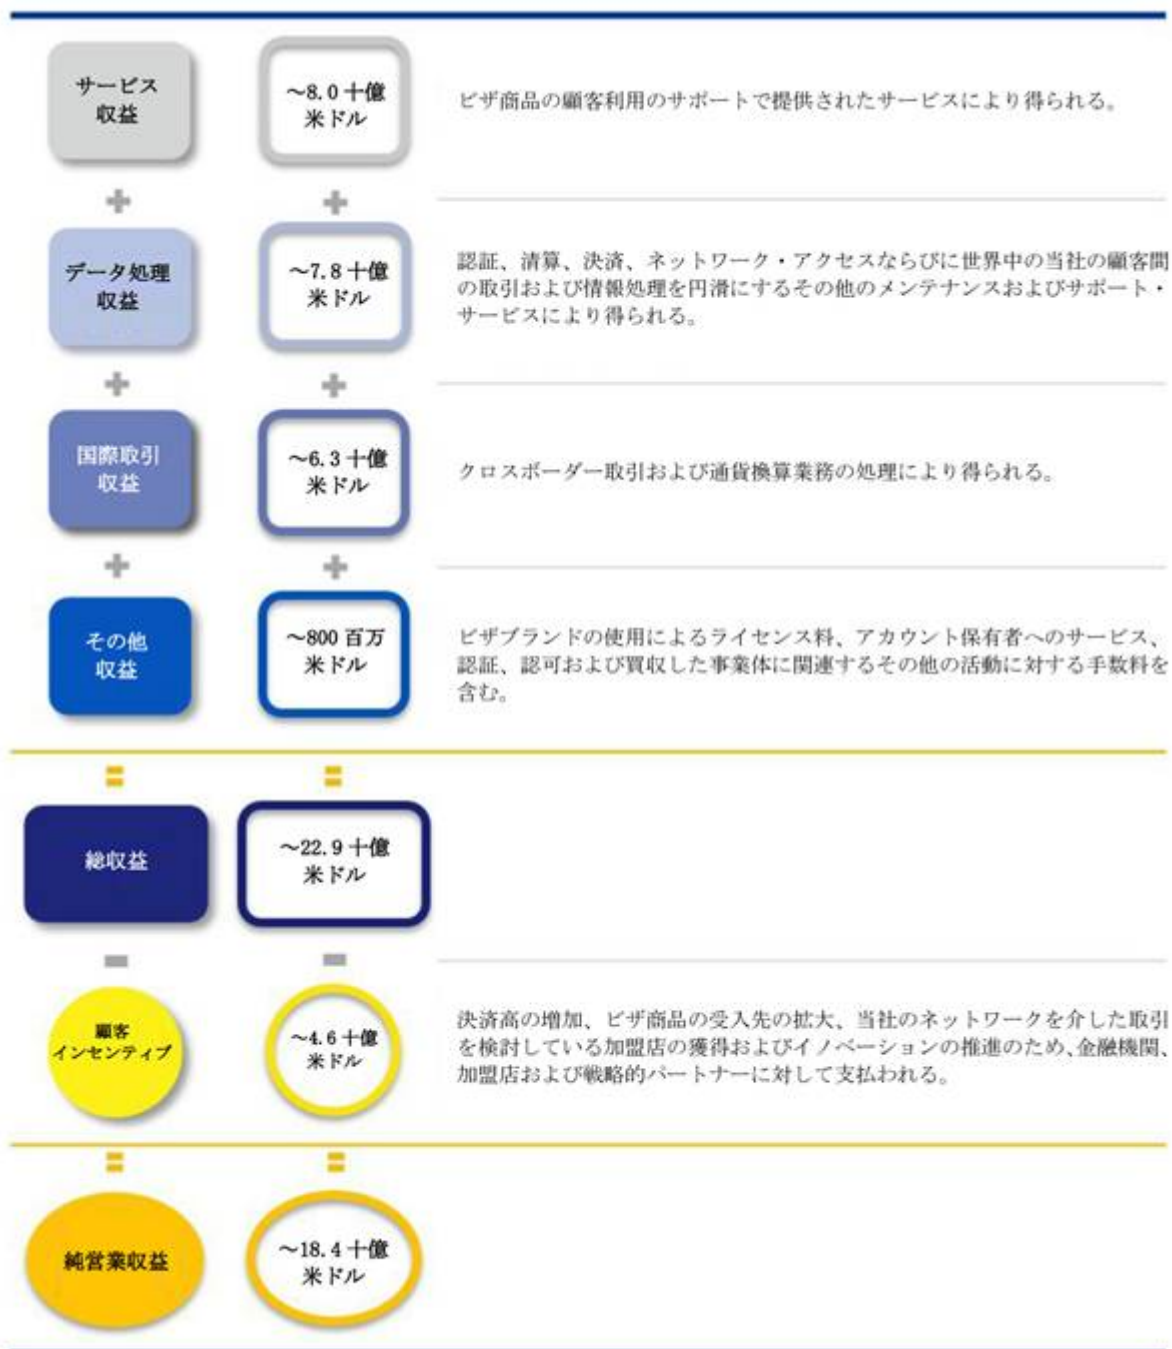 サービス
収益
～8.0十億
米ドル
ビザ商品の顧客利用のサポートで提供されたサービスにより得られる。
データ処理
収益
～7.8十億
米ドル
認証、清算、決済、ネットワーク・アクセスならびに世界中の当社の顧客間
の取引および情報処理を円滑にするその他のメンテナンスおよびサポート・
サービスにより得られる。
国際取引
収益
～6.3十億
米ドル
クロスボーダー取引および通貨換算業務の処理により得られる。
その他
収益
～800百万
米ドル
ビザブランドの使用によるライセンス料、アカウント保有者へのサービス、
認証、認可および買収した事業体に関連するその他の活動に対する手数料を
含む。
総収益
～22.9十億
米ドル
顧客
インセンティブ
～4.6十億
米ドル
決済高の増加、ビザ商品の受入先の拡大、当社のネットワークを介した取引
を検討している加盟店の獲得およびイノベーションの推進のため、金融機関、
加盟店および戦略的パートナーに対して支払われる。
純営業収益
～18.4十億
米ドル